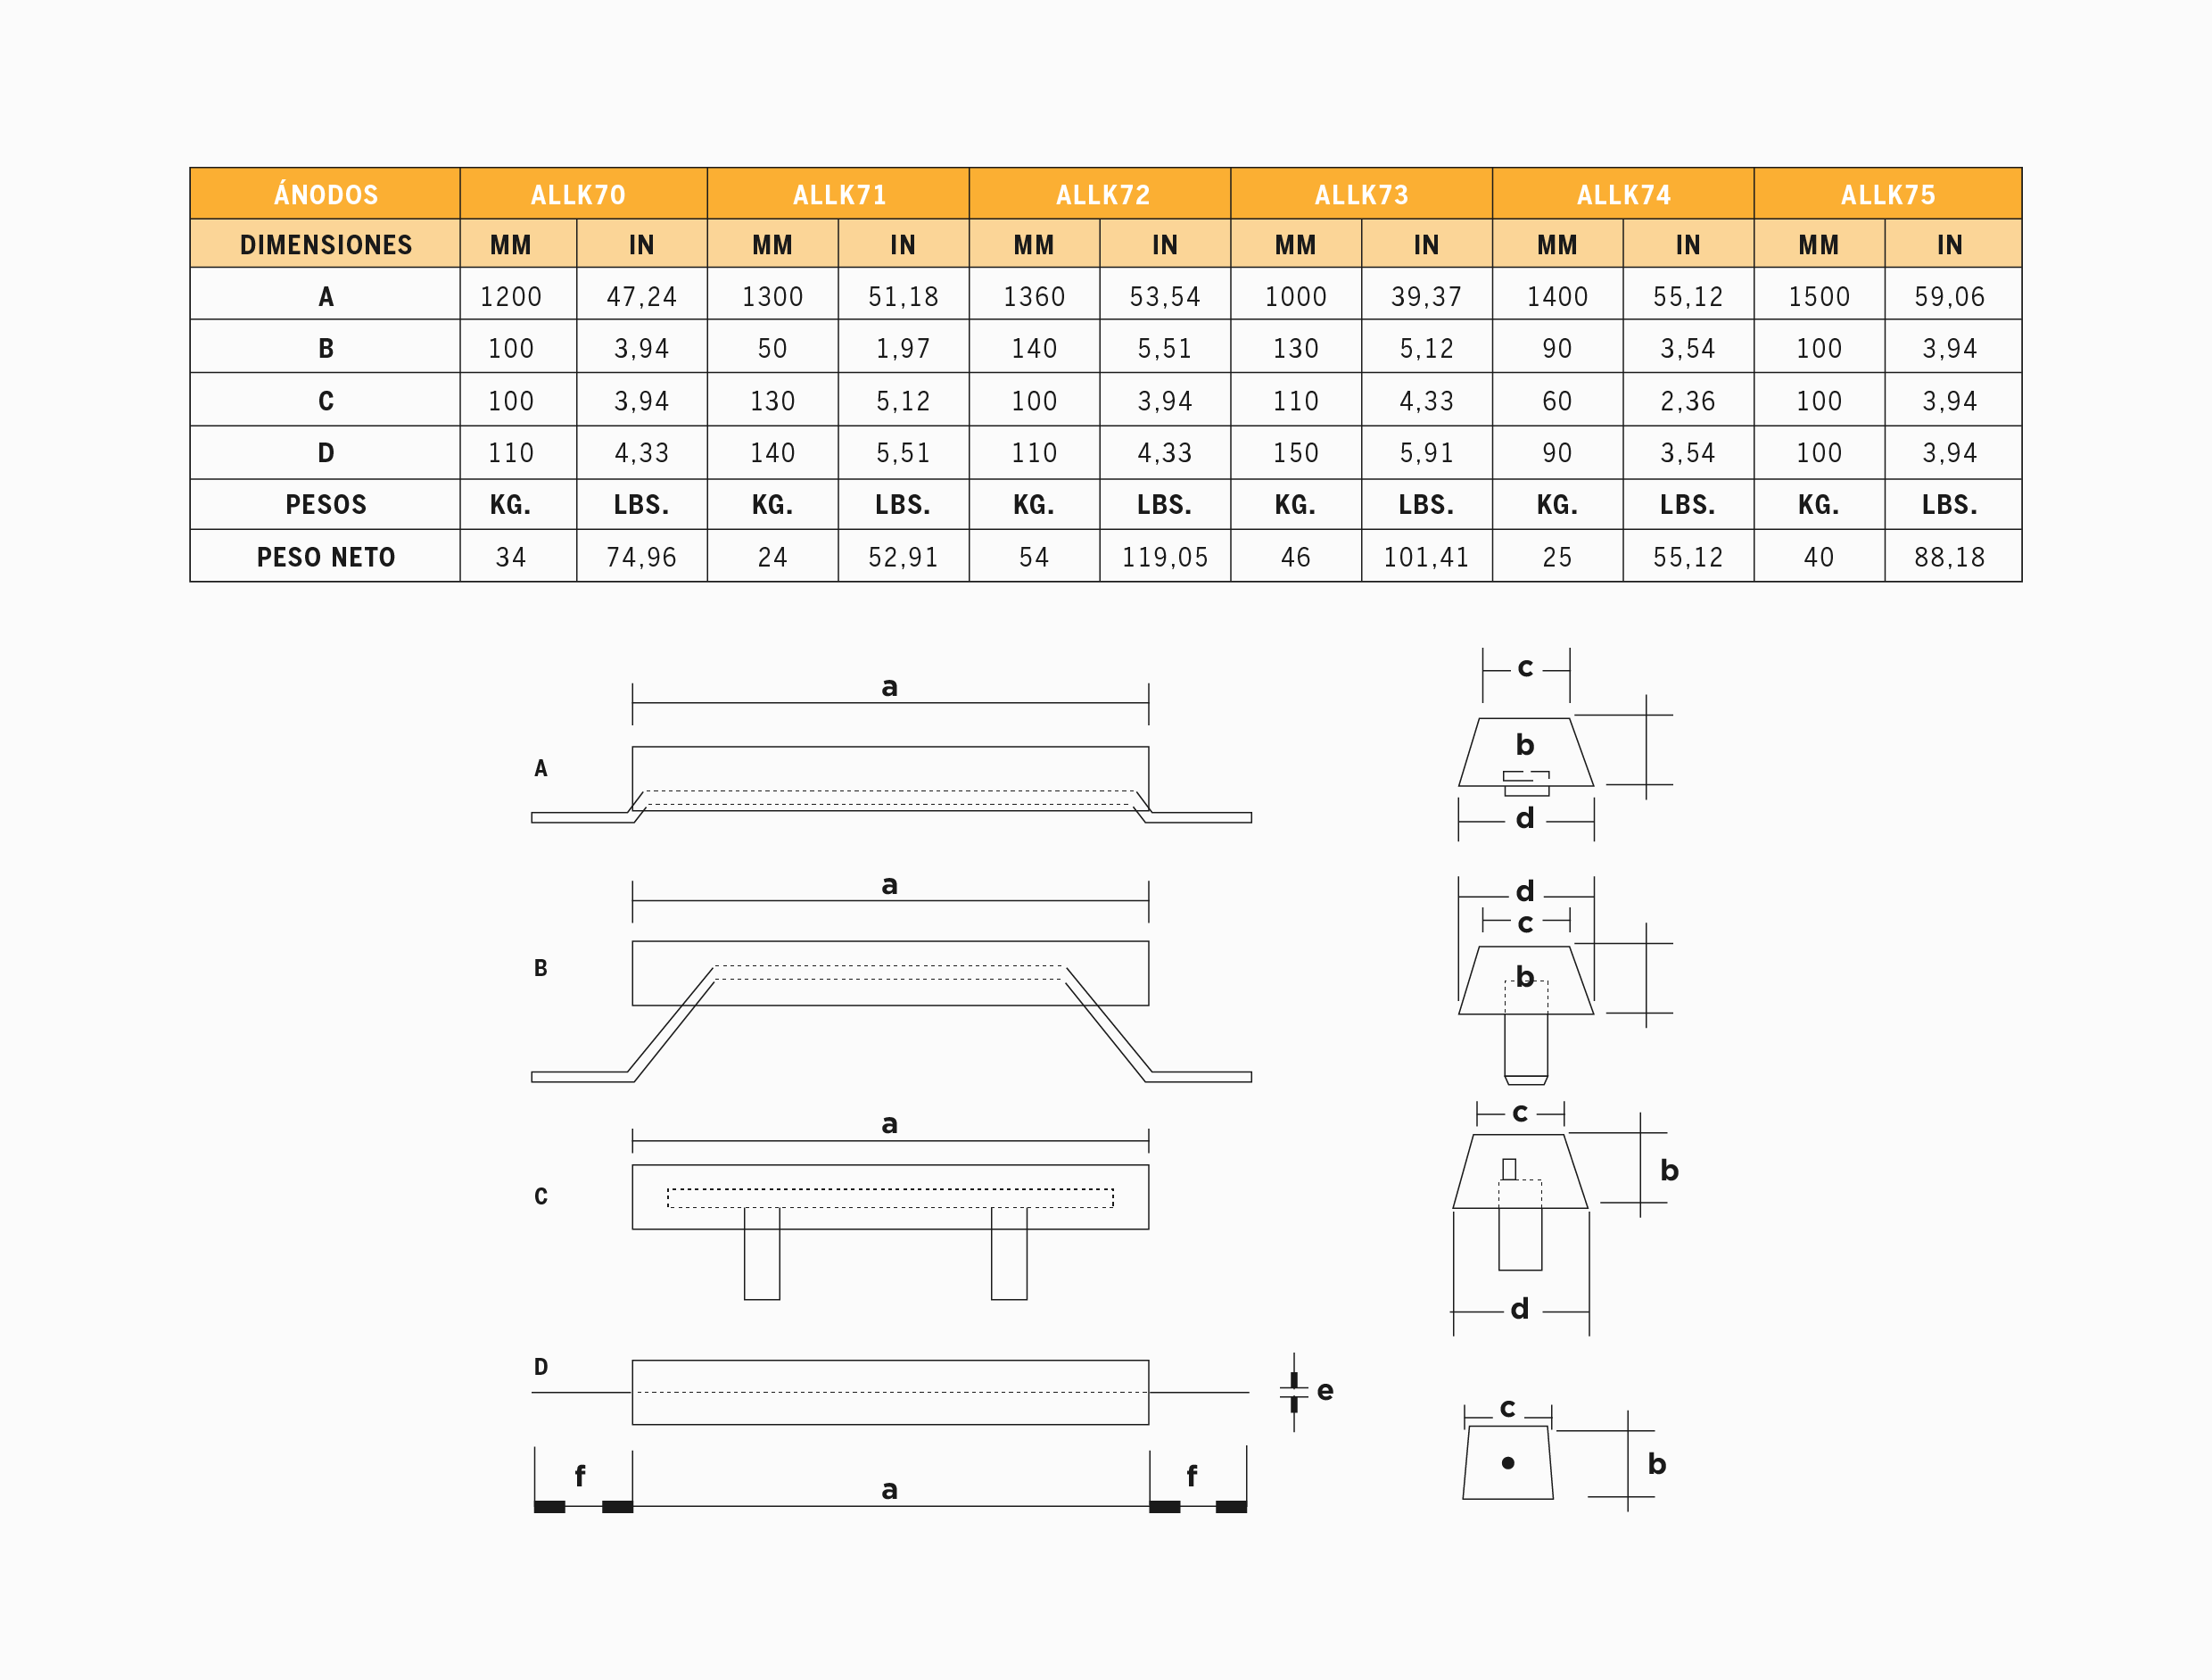 ÁNODOS ALLK70 ALLK71 ALLK72 ALLK73 ALLK74 ALLK75
DIMENSIONES MM IN MM IN MM IN MM IN MM IN MM IN
A 1200 47,24 1300 51,18 1360 53,54 1000 39,37 1400 55,12 1500 59,06
B 100 3,94 50 1,97 140 5,51 130 5,12 90 3,54 100 3,94
C 100 3,94 130 5,12 100 3,94 110 4,33 60 2,36 100 3,94
D 110 4,33 140 5,51 110 4,33 150 5,91 90 3,54 100 3,94
PESOS KG. LBS. KG. LBS. KG. LBS. KG. LBS. KG. LBS. KG. LBS.
PESO NETO 34 74,96 24 52,91 54 119,05 46 101,41 25 55,12 40 88,18
a
c
A
b
d
a
d
c
B
b
a
c
C
b
d
D
e
c
b
f
a
f